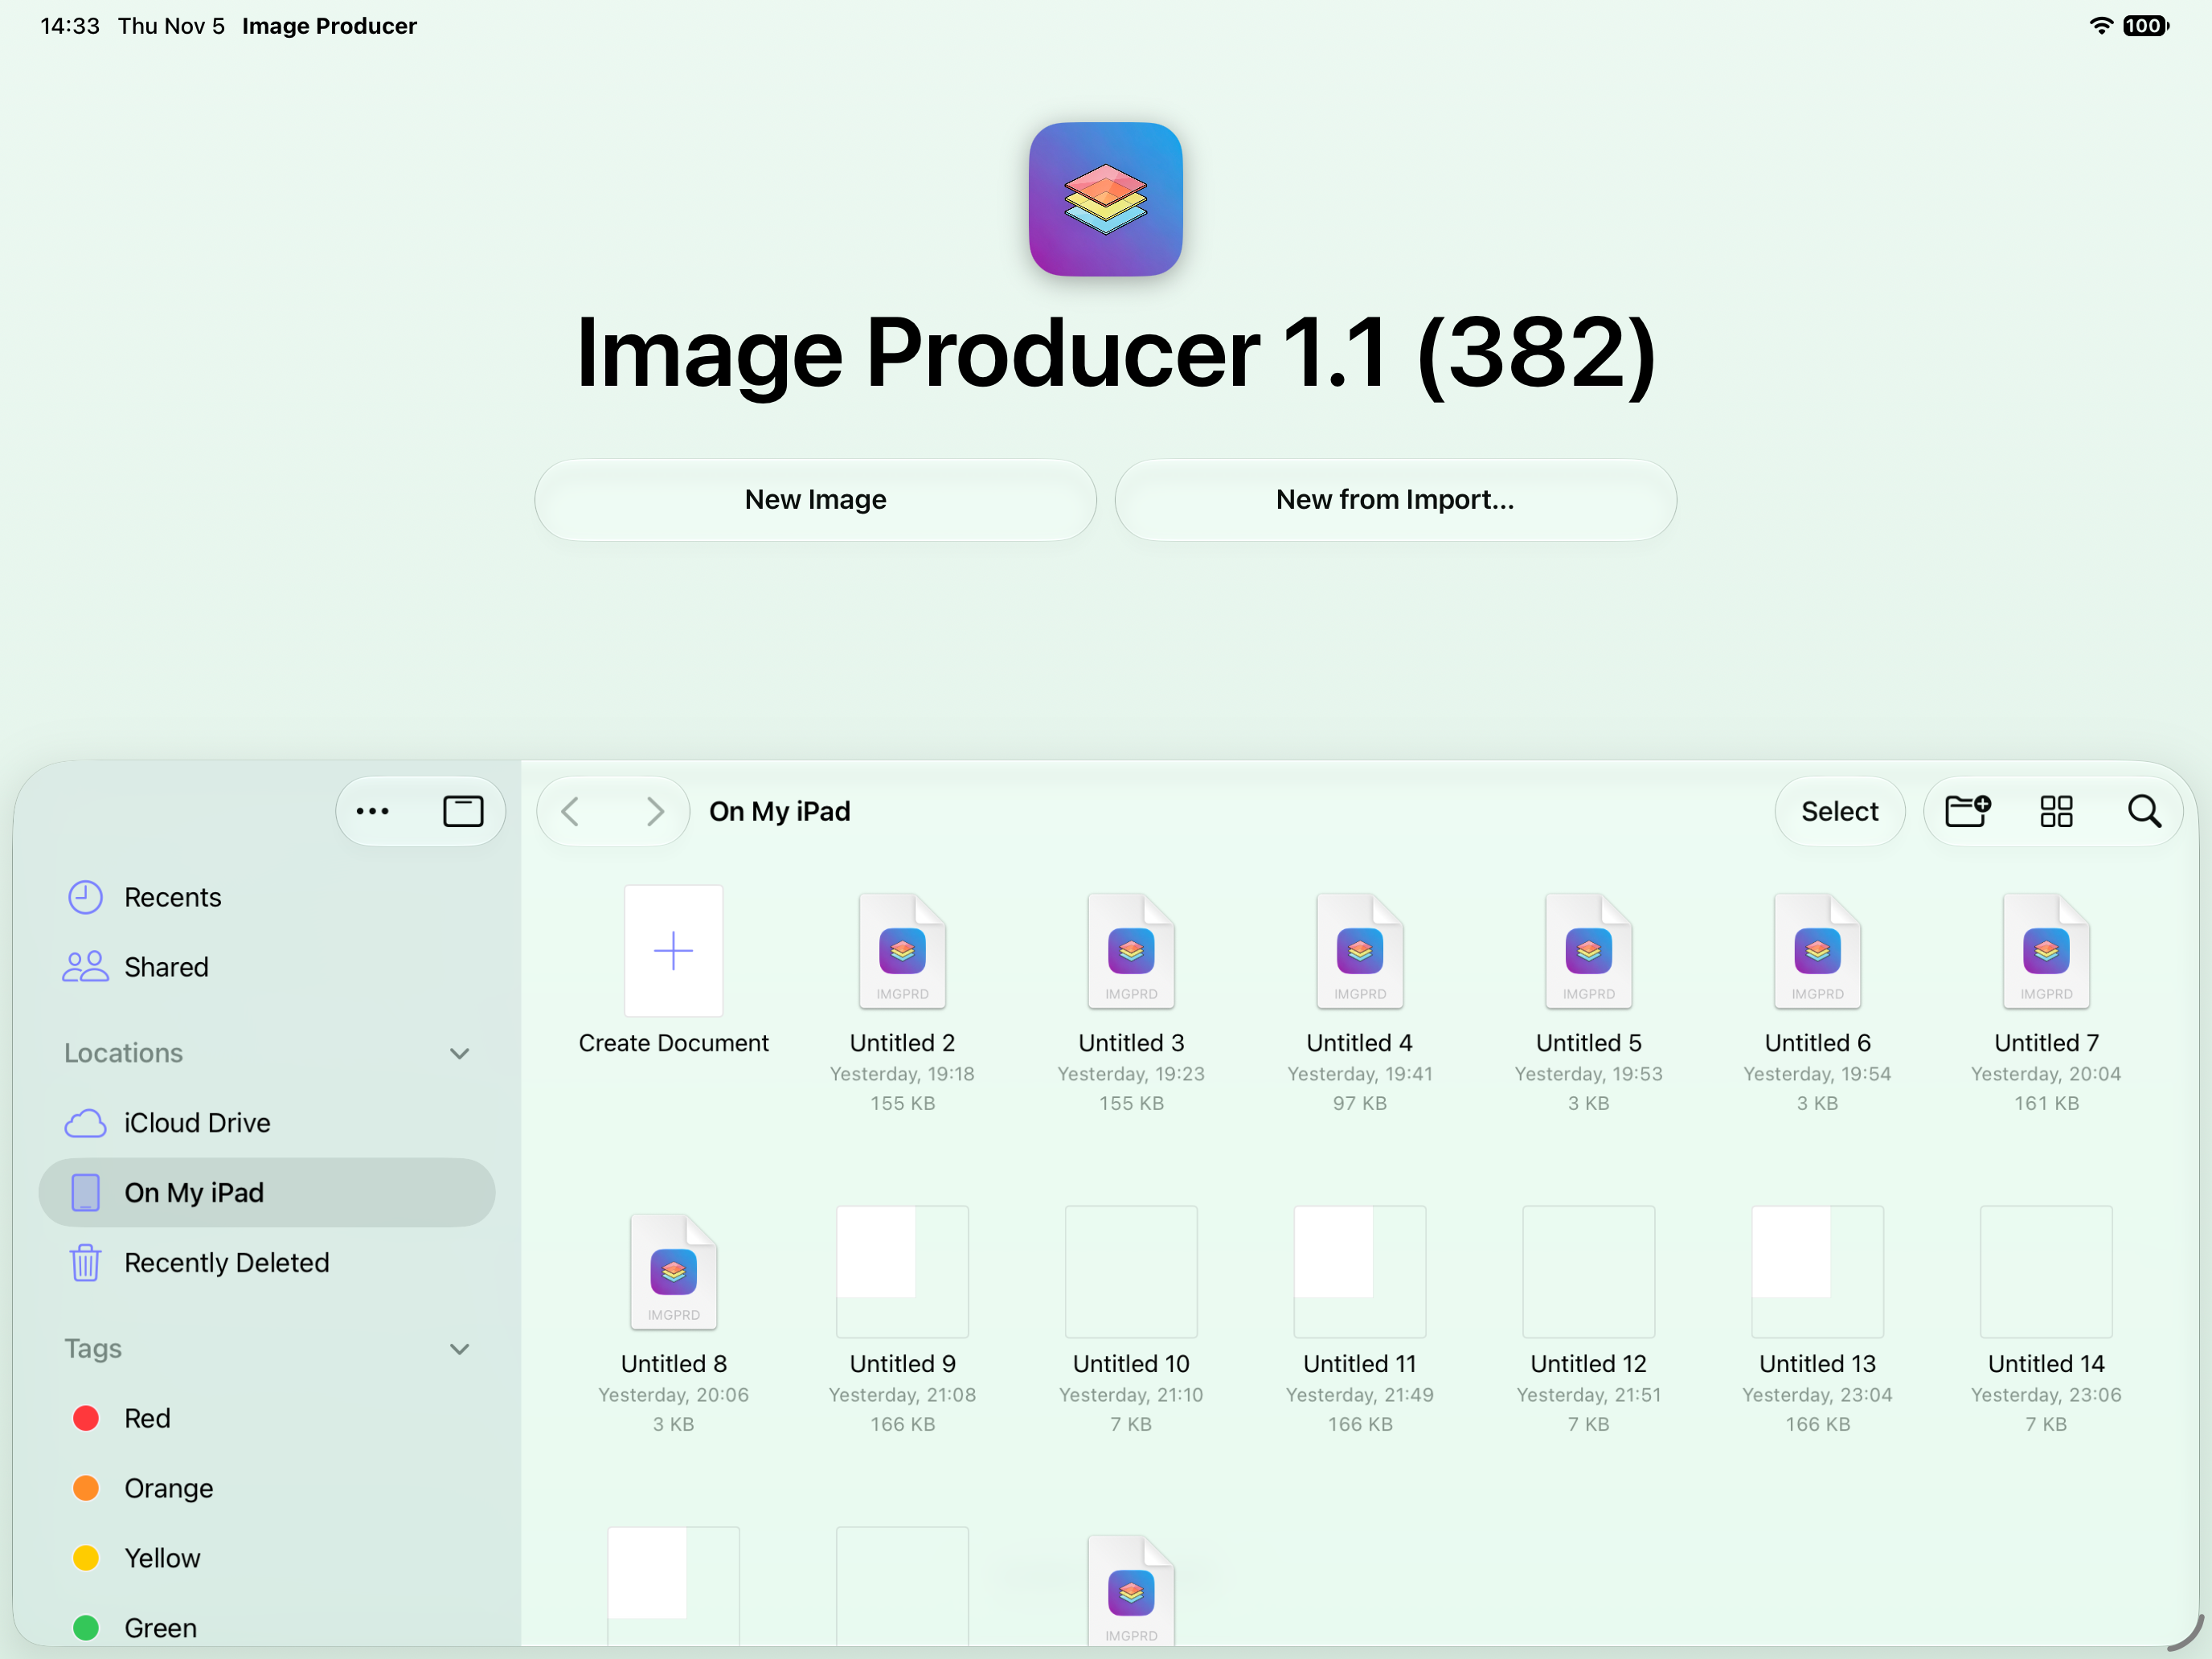 14:33 Thu Nov 5 Image Producer
100
Image Producer 1.1 (382)
New Image
New from Import...
On My iPad
Select
Recents
Shared
Locations
iCloud Drive
On My iPad
Recently Deleted
Tags
Red
Orange
Yellow
Green
Create Document
IMGPRD
Untitled 2
Yesterday, 19:18
155 KB
IMGPRD
Untitled 3
Yesterday, 19:23
155 KB
IMGPRD
Untitled 4
Yesterday, 19:41
97 KB
IMGPRD
Untitled 5
Yesterday, 19:53
3 KB
IMGPRD
Untitled 6
Yesterday, 19:54
3 KB
IMGPRD
Untitled 7
Yesterday, 20:04
161 KB
IMGPRD
Untitled 8
Yesterday, 20:06
3 KB
Untitled 9
Yesterday, 21:08
166 KB
Untitled 10
Yesterday, 21:10
7 KB
Untitled 11
Yesterday, 21:49
166 KB
Untitled 12
Yesterday, 21:51
7 KB
Untitled 13
Yesterday, 23:04
166 KB
Untitled 14
Yesterday, 23:06
7 KB
IMGPRD